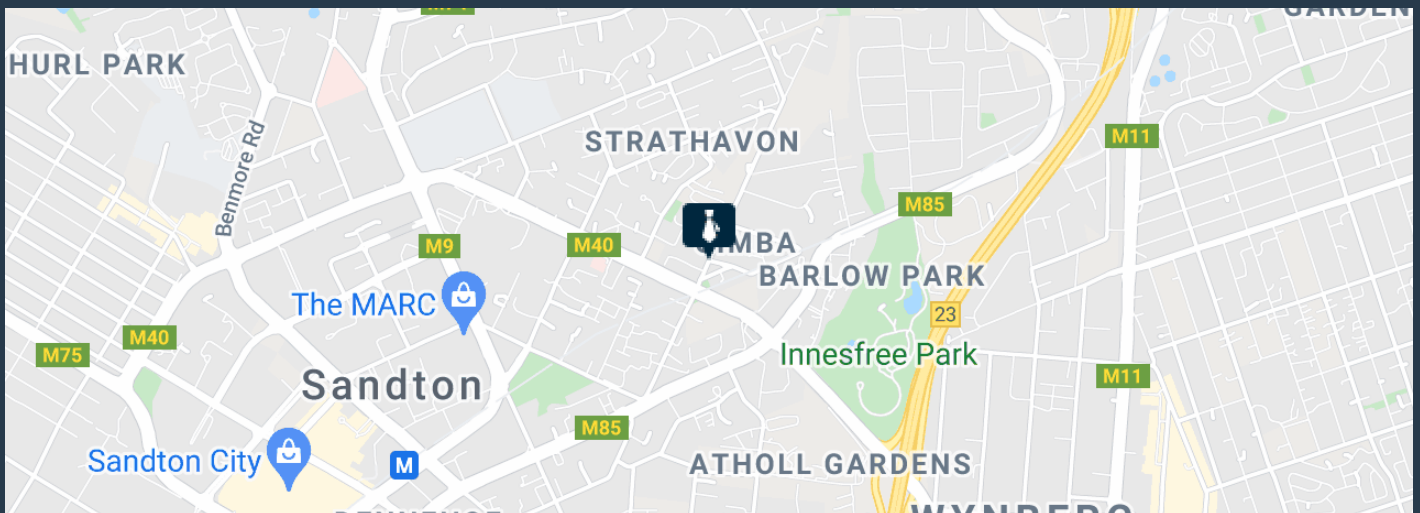 HURL PARK
STRATHAVON
Benmore Rd
M11
M85
M9
M40
BARLOW PARK
The MARC
23
M40
M75
Innesfree Park
M11
Sandton
M85
Sandton City
M
ATHOLL GARDENS